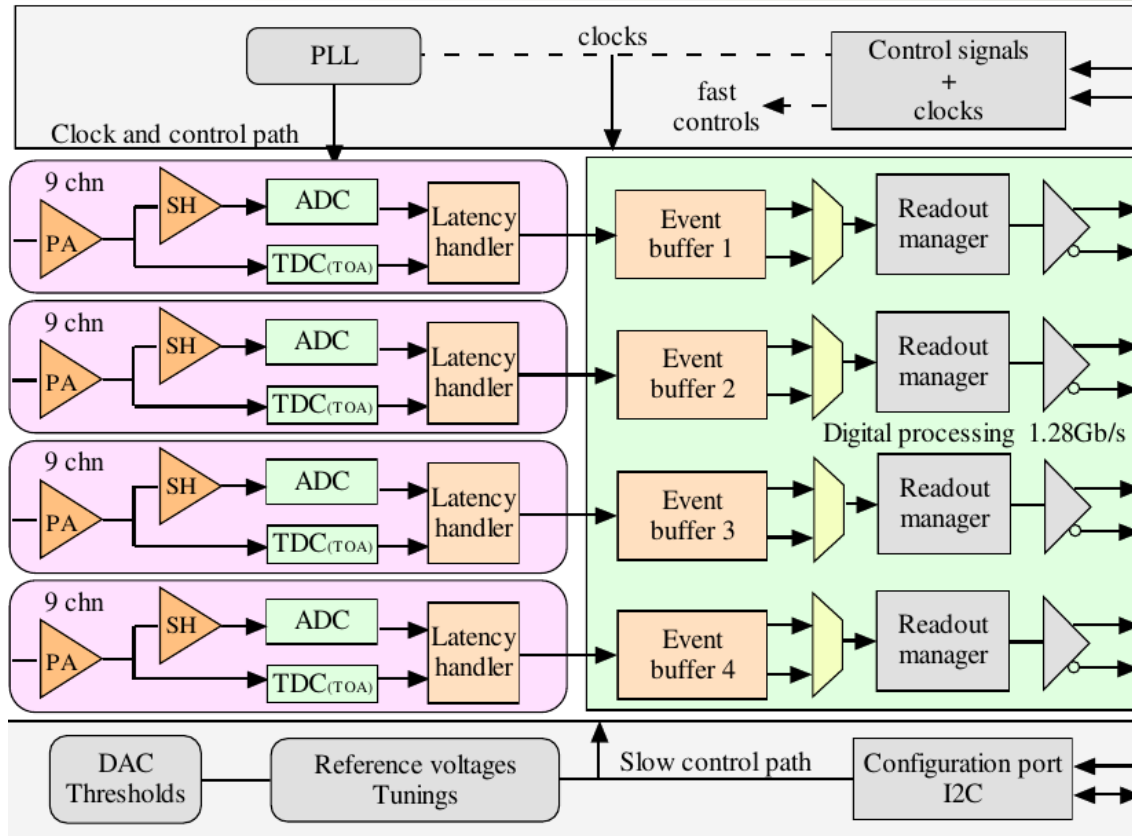 PLL
clocks
Control signals
+
clocks
fast
controls
Clock and control path
9 chn
PA
SH
ADC
TDC(TOA)
Latency
handler
Event
buffer 1
Readout
manager
9 chn
PA
SH
ADC
TDC(TOA)
Latency
handler
Event
buffer 2
Readout
manager
Digital processing 1.28Gb/s
9 chn
PA
SH
ADC
TDC(TOA)
Latency
handler
Event
buffer 3
Readout
manager
9 chn
PA
SH
ADC
TDC(TOA)
Latency
handler
Event
buffer 4
Readout
manager
DAC
Thresholds
Reference voltages
Tunings
Slow control path
Configuration port
I2C